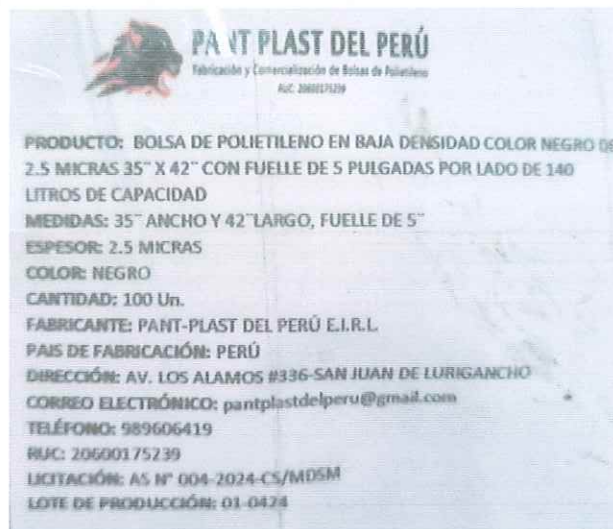 PANT PLAST DEL PERÚ
Fabricación y Comercialización de Bolsas de Polietileno
RUC: 20600175239
PRODUCTO: BOLSA DE POLIETILENO EN BAJA DENSIDAD COLOR NEGRO DE
2.5 MICRAS 35¨ X 42¨ CON FUELLE DE 5 PULGADAS POR LADO DE 140
LITROS DE CAPACIDAD
MEDIDAS: 35¨ ANCHO Y 42¨LARGO, FUELLE DE 5¨
ESPESOR: 2.5 MICRAS
COLOR: NEGRO
CANTIDAD: 100 Un.
FABRICANTE: PANT-PLAST DEL PERÚ E.I.R.L
PAIS DE FABRICACIÓN: PERÚ
DIRECCIÓN: AV. LOS ALAMOS #336-SAN JUAN DE LURIGANCHO
CORREO ELECTRÓNICO: pantplastdelperu@gmail.com
TELÉFONO: 989606419
RUC: 20600175239
LICITACIÓN: AS N° 004-2024-CS/MDSM
LOTE DE PRODUCCIÓN: 01-0424